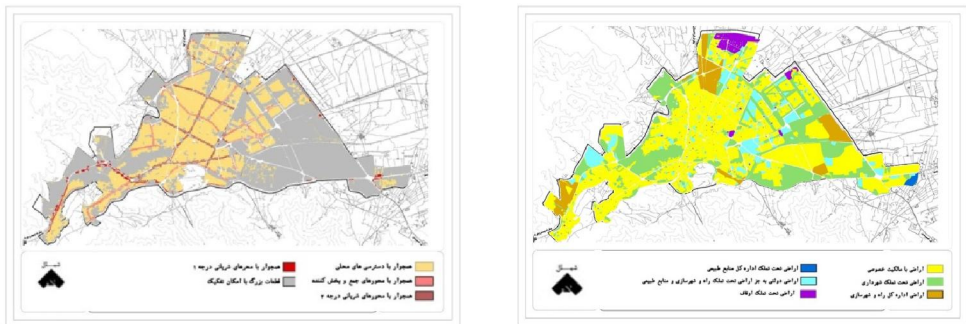 همجوار با دسترسی های محلی
همجوار با محورهای جمع و پخش کننده
همجوار با محورهای شریانی درجه ۲
همجوار با معبرهای شریانی درجه ۱
قطعات بزرگ با امکان تفکیک
شمال
اراضی با مالکیت خصوصی
اراضی تحت تملک شهرداری
اراضی اداره کل راه و شهرسازی
اراضی تحت تملک اداره کل منابع طبیعی
اراضی دولتی به جز اراضی تحت تملک راه و شهرسازی و منابع طبیعی
اراضی تحت تملک اوقاف
شمال